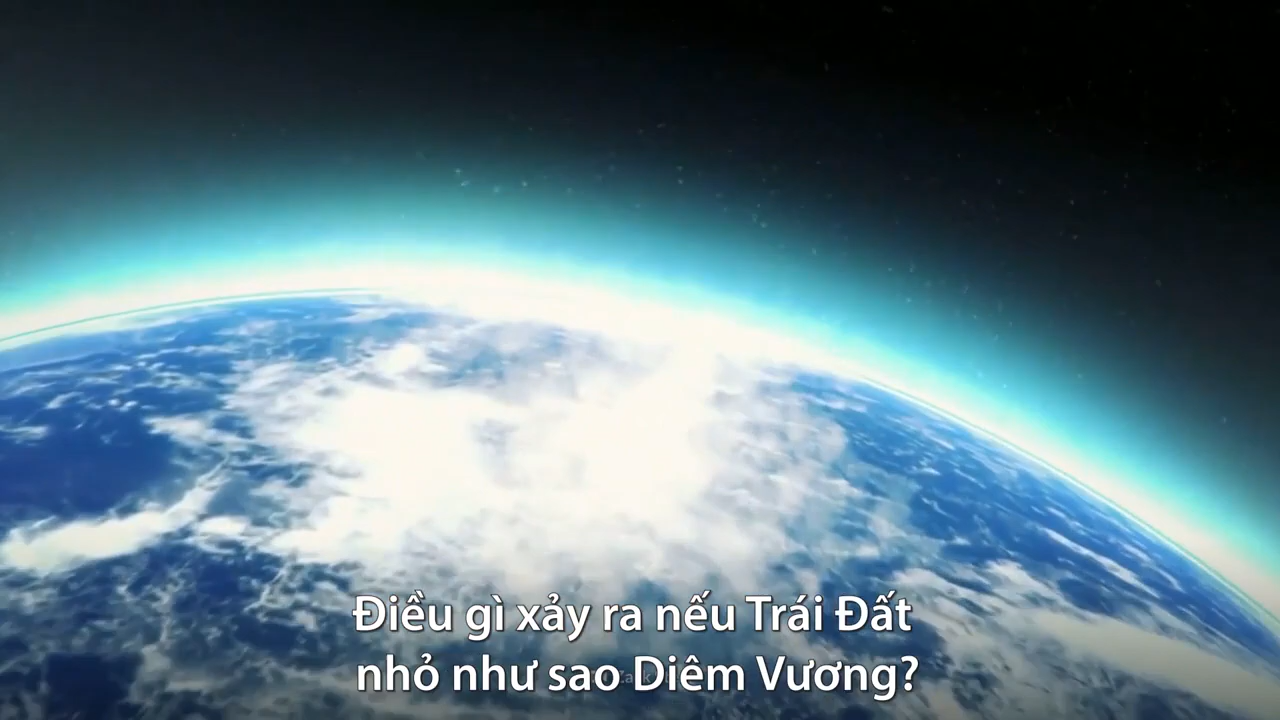 Điều gì xảy ra nếu Trái Đất
nhỏ như sao Diêm Vương?